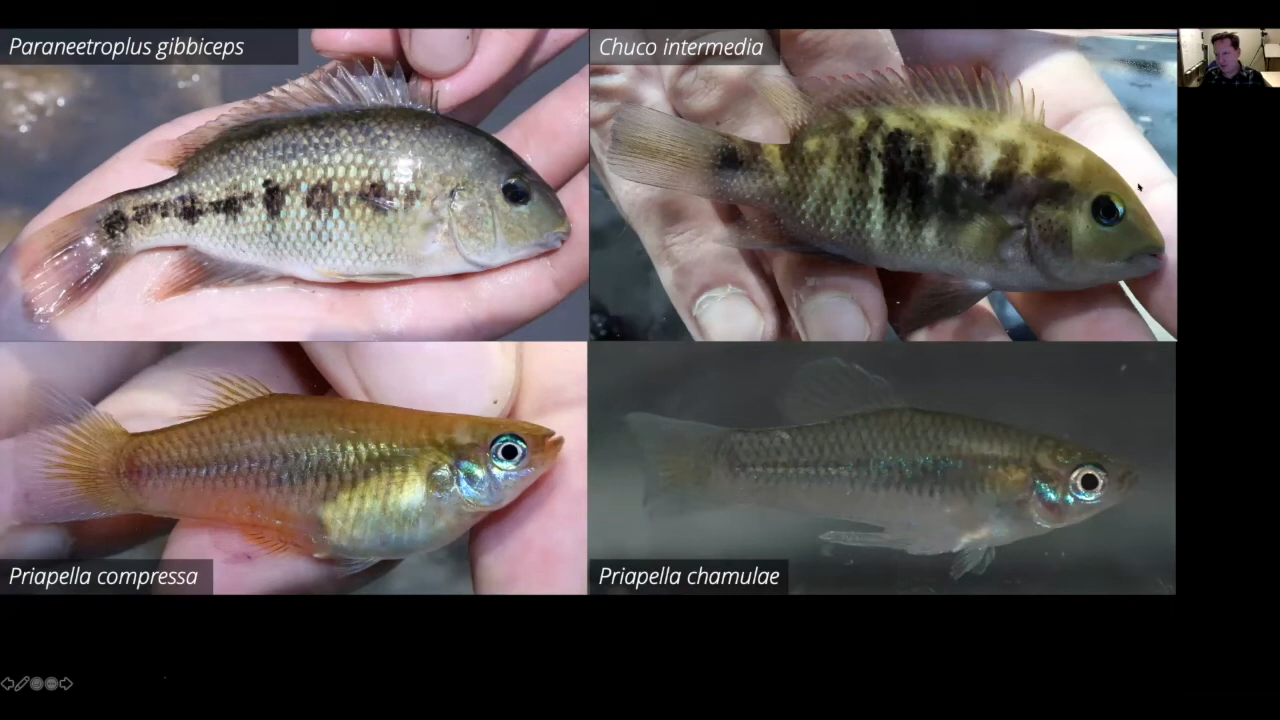 Paraneetroplus gibbiceps
Chuco intermedia
Priapella compressa
Priapella chamulae